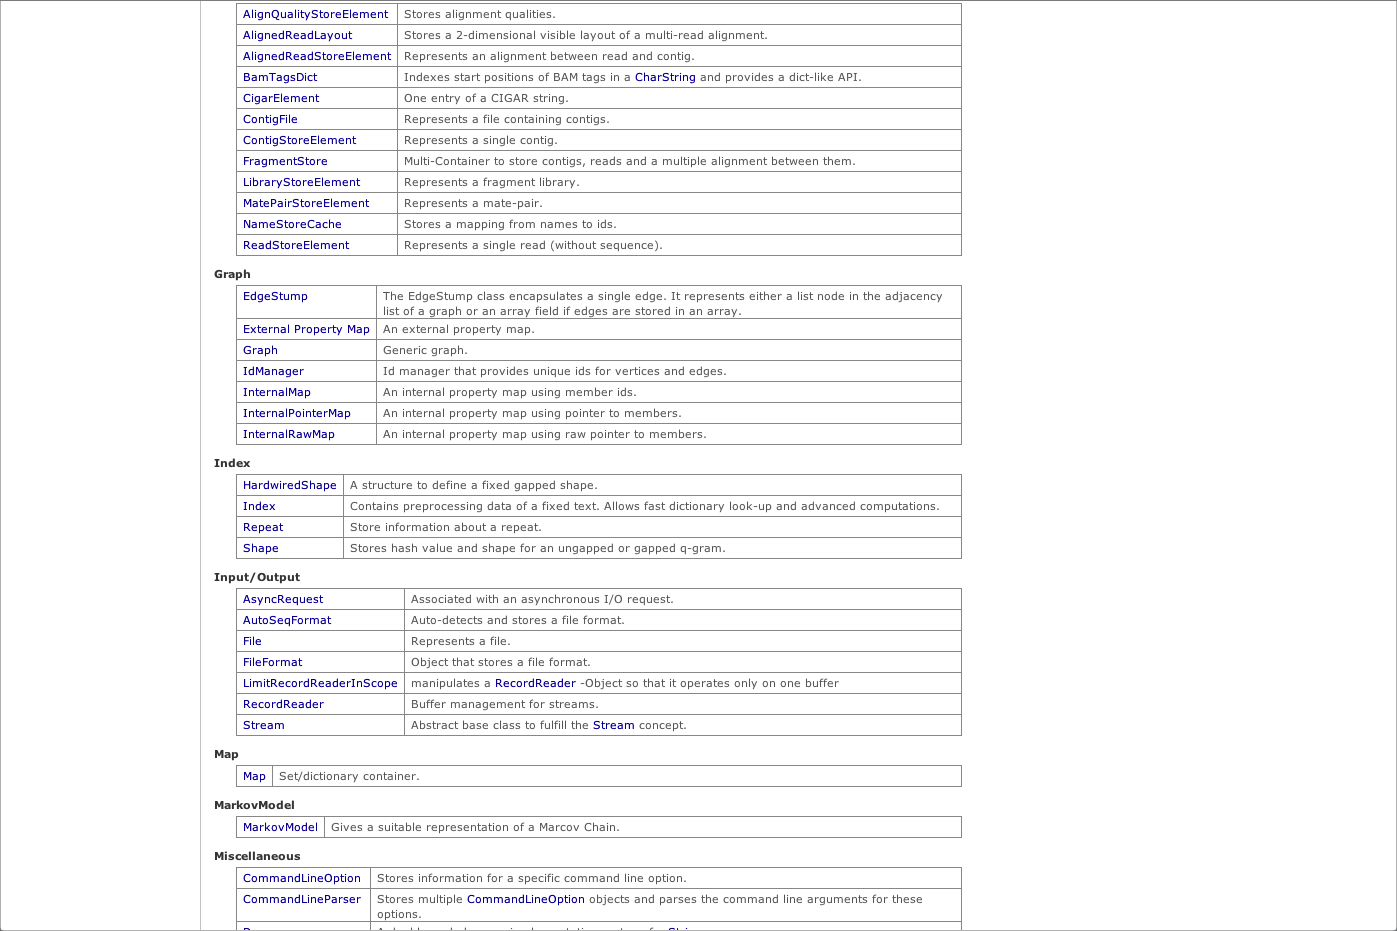 AlignQualityStoreElement Stores alignment qualities.
AlignedReadLayout Stores a 2-dimensional visible layout of a multi-read alignment.
AlignedReadStoreElement Represents an alignment between read and contig.
BamTagsDict Indexes start positions of BAM tags in a CharString and provides a dict-like API.
CigarElement One entry of a CIGAR string.
ContigFile Represents a file containing contigs.
ContigStoreElement Represents a single contig.
FragmentStore Multi-Container to store contigs, reads and a multiple alignment between them.
LibraryStoreElement Represents a fragment library.
MatePairStoreElement Represents a mate-pair.
NameStoreCache Stores a mapping from names to ids.
ReadStoreElement Represents a single read (without sequence).
Graph
EdgeStump The EdgeStump class encapsulates a single edge. It represents either a list node in the adjacency
list of a graph or an array field if edges are stored in an array.
External Property Map An external property map.
Graph Generic graph.
IdManager Id manager that provides unique ids for vertices and edges.
InternalMap An internal property map using member ids.
InternalPointerMap An internal property map using pointer to members.
InternalRawMap An internal property map using raw pointer to members.
Index
HardwiredShape A structure to define a fixed gapped shape.
Index Contains preprocessing data of a fixed text. Allows fast dictionary look-up and advanced computations.
Repeat Store information about a repeat.
Shape Stores hash value and shape for an ungapped or gapped q-gram.
Input/Output
AsyncRequest Associated with an asynchronous I/O request.
AutoSeqFormat Auto-detects and stores a file format.
File Represents a file.
FileFormat Object that stores a file format.
LimitRecordReaderInScope manipulates a RecordReader -Object so that it operates only on one buffer
RecordReader Buffer management for streams.
Stream Abstract base class to fulfill the Stream concept.
Map
Map Set/dictionary container.
MarkovModel
MarkovModel Gives a suitable representation of a Marcov Chain.
Miscellaneous
CommandLineOption Stores information for a specific command line option.
CommandLineParser Stores multiple CommandLineOption objects and parses the command line arguments for these
options.